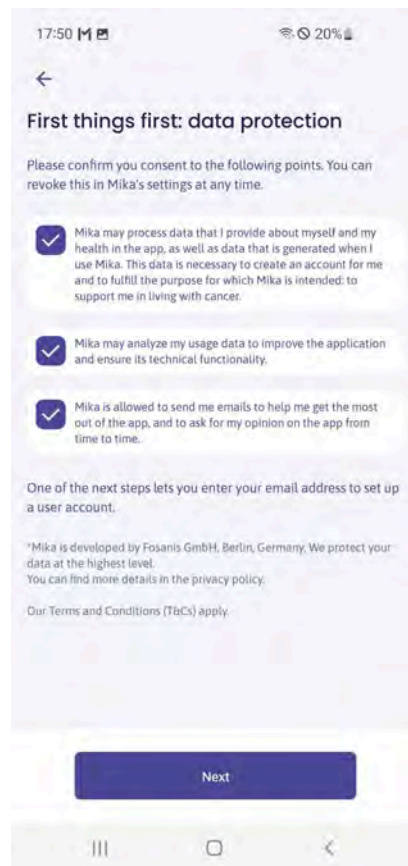 17:50
20%
First things first: data protection
Please confirm you consent to the following points. You can
revoke this in Mika's settings at any time.
Mika may process data that I provide about myself and my
health in the app, as well as data that is generated when I
use Mika. This data is necessary to create an account for me
and to fulfill the purpose for which Mika is intended: to
support me in living with cancer.
Mika may analyze my usage data to improve the application
and ensure its technical functionality.
Mika is allowed to send me emails to help me get the most
out of the app, and to ask for my opinion on the app from
time to time.
One of the next steps lets you enter your email address to set up
a user account.
*Mika is developed by Fosanis GmbH, Berlin, Germany. We protect your
data at the highest level.
You can find more details in the privacy policy.
Our Terms and Conditions (T&Cs) apply.
Next